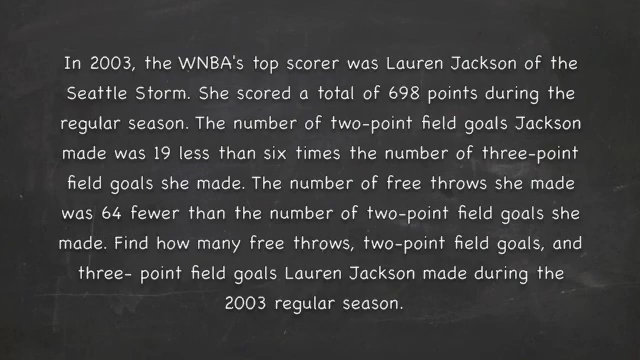 In 2003, the WNBA's top scorer was Lauren Jackson of the
Seattle Storm. She scored a total of 698 points during the
regular season. The number of two-point field goals Jackson
made was 19 less than six times the number of three-point
field goals she made. The number of free throws she made
was 64 fewer than the number of two-point field goals she
made. Find how many free throws, two-point field goals, and
three- point field goals Lauren Jackson made during the
2003 regular season.